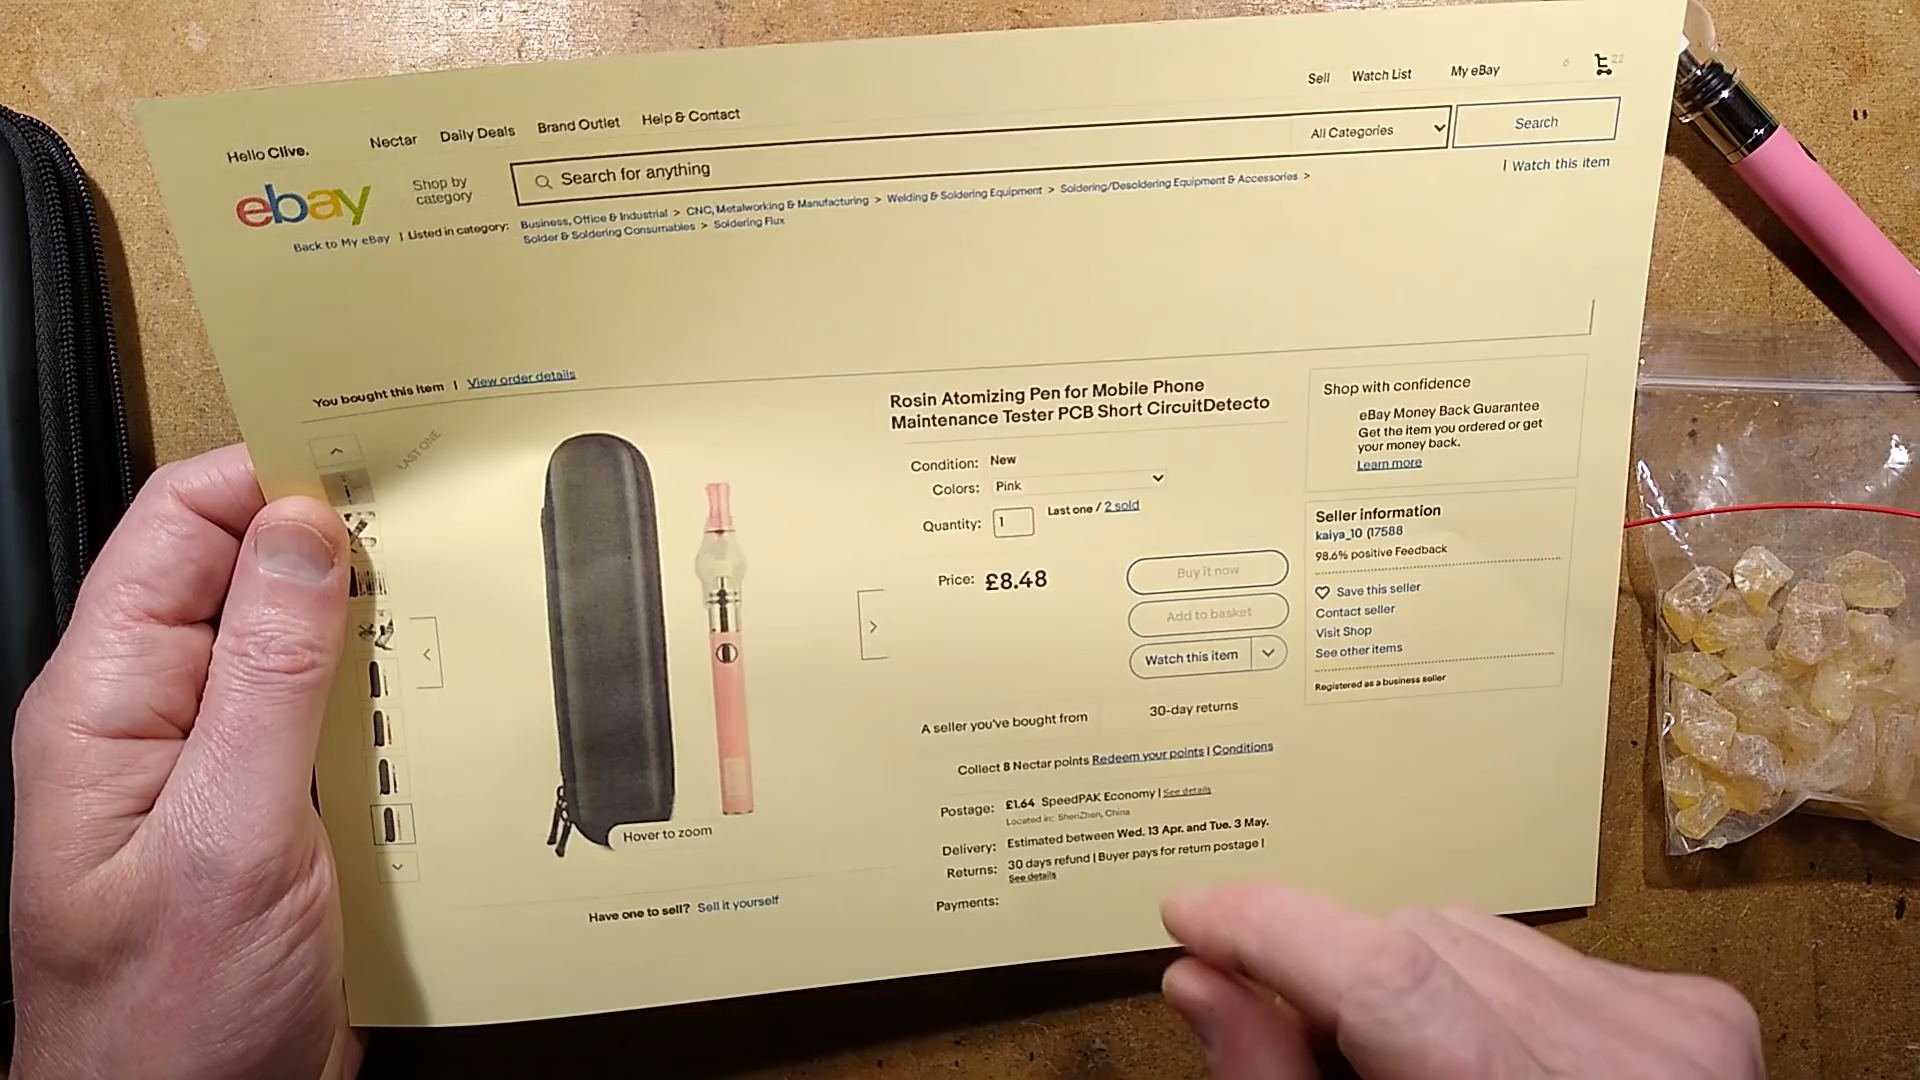 Sell Watch List My eBay 6 22
Hello Clive. Nectar Daily Deals Brand Outlet Help & Contact
ebay
Shop by
category
Search for anything All Categories Search
| Watch this item
Back to My eBay | Listed in category:
Business, Office & Industrial > CNC, Metalworking & Manufacturing > Welding & Soldering Equipment > Soldering/Desoldering Equipment & Accessories >
Solder & Soldering Consumables > Soldering Flux
You bought this item | View order details
LAST ONE
Hover to zoom
Have one to sell? Sell it yourself
Rosin Atomizing Pen for Mobile Phone
Maintenance Tester PCB Short CircuitDetecto
Condition: New
Colors: Pink
Quantity: 1 Last one / 2 sold
Price: £8.48
Buy it now
Add to basket
Watch this item
A seller you've bought from 30-day returns
Collect 8 Nectar points Redeem your points | Conditions
Postage: £1.64 SpeedPAK Economy | See details
Located in: ShenZhen, China
Delivery: Estimated between Wed. 13 Apr. and Tue. 3 May.
Returns: 30 days refund | Buyer pays for return postage |
See details
Payments:
Shop with confidence
eBay Money Back Guarantee
Get the item you ordered or get
your money back.
Learn more
Seller information
kaiya_10 (17588
98.6% positive Feedback
Save this seller
Contact seller
Visit Shop
See other items
Registered as a business seller